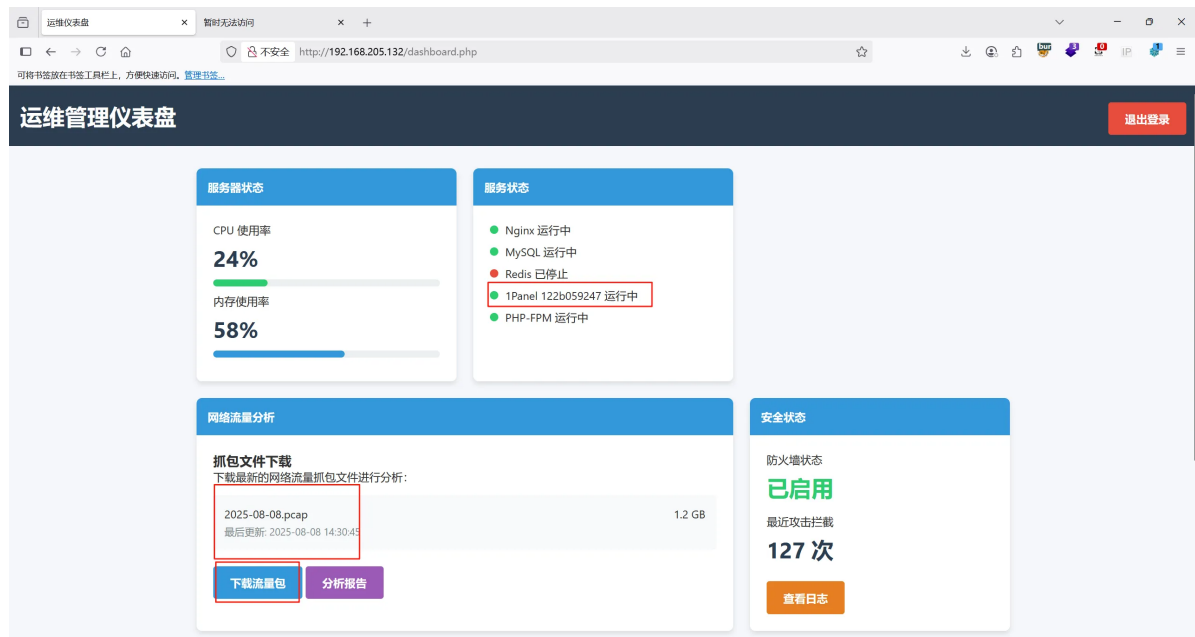 运维仪表盘
暂时无法访问
不安全 http://192.168.205.132/dashboard.php
bur 3 0 IP 1
可将书签放在书签工具栏上，方便快速访问。管理书签...
运维管理仪表盘
退出登录
服务器状态
CPU 使用率
24%
内存使用率
58%
服务状态
Nginx 运行中
MySQL 运行中
Redis 已停止
1Panel 122b059247 运行中
PHP-FPM 运行中
网络流量分析
抓包文件下载
下载最新的网络流量抓包文件进行分析：
2025-08-08.pcap
1.2 GB
最后更新: 2025-08-08 14:30:45
下载流量包
分析报告
安全状态
防火墙状态
已启用
最近攻击拦截
127 次
查看日志